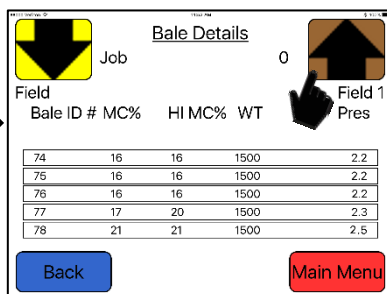 Bale Details
Job 0
Field Field 1
Bale ID # MC% HI MC% WT Pres
74 16 16 1500 2.2
75 16 16 1500 2.2
76 16 16 1500 2.2
77 17 20 1500 2.3
78 21 21 1500 2.5
Back Main Menu